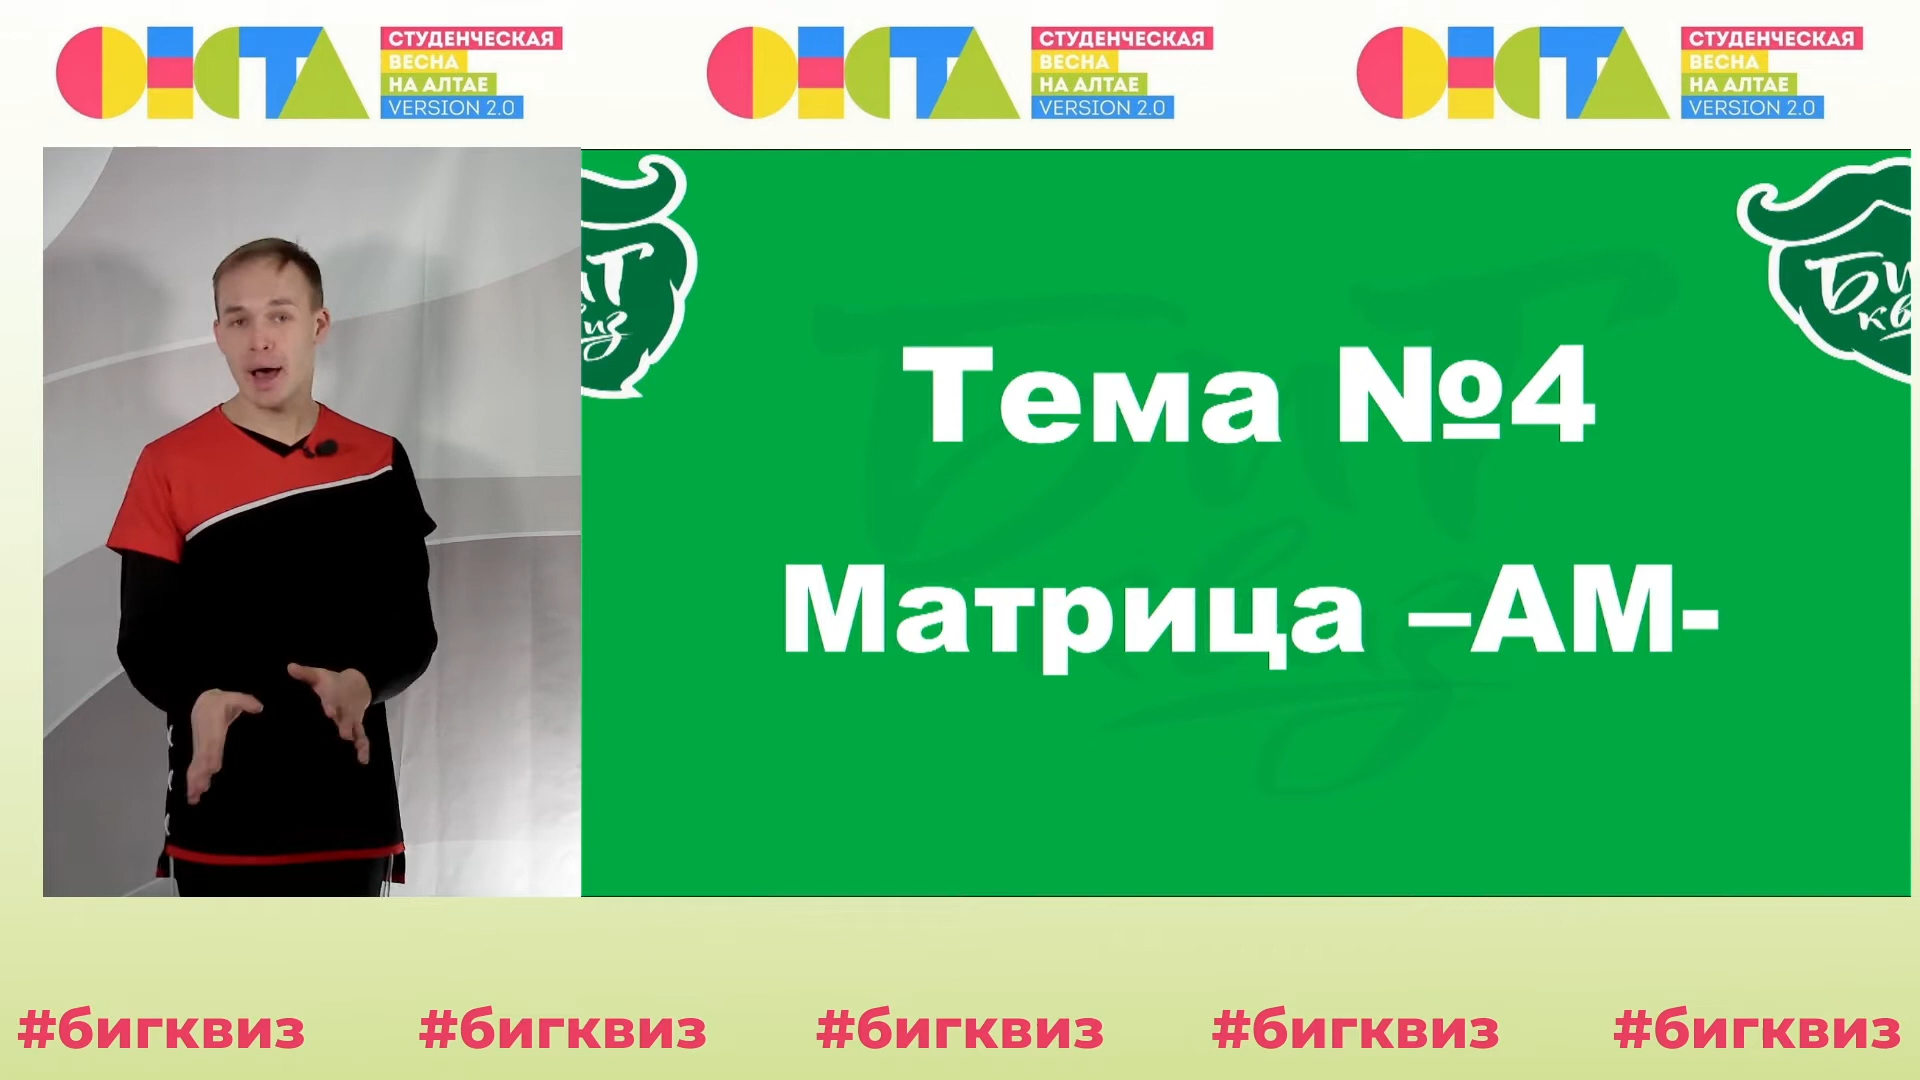 ФЕСТА
СТУДЕНЧЕСКАЯ
ВЕСНА
НА АЛТАЕ
VERSION 2.0
СТУДЕНЧЕСКАЯ
ВЕСНА
НА АЛТАЕ
VERSION 2.0
СТУДЕНЧЕСКАЯ
ВЕСНА
НА АЛТАЕ
VERSION 2.0
Тема №4
Матрица –АМ-
#бигквиз #бигквиз #бигквиз #бигквиз #бигквиз